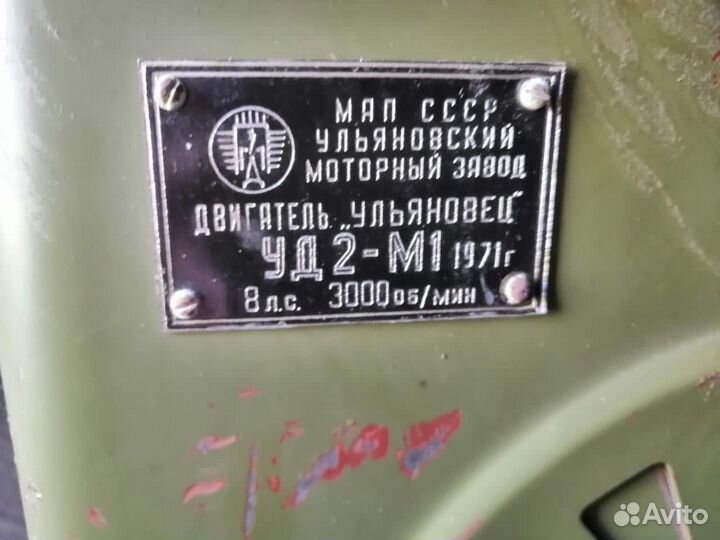 МАП СССР
УЛЬЯНОВСКИЙ
МОТОРНЫЙ ЗАВОД
ДВИГАТЕЛЬ „УЛЬЯНОВЕЦ"
УД2-М1 1971г
8 л.с. 3000 об/мин
Avito